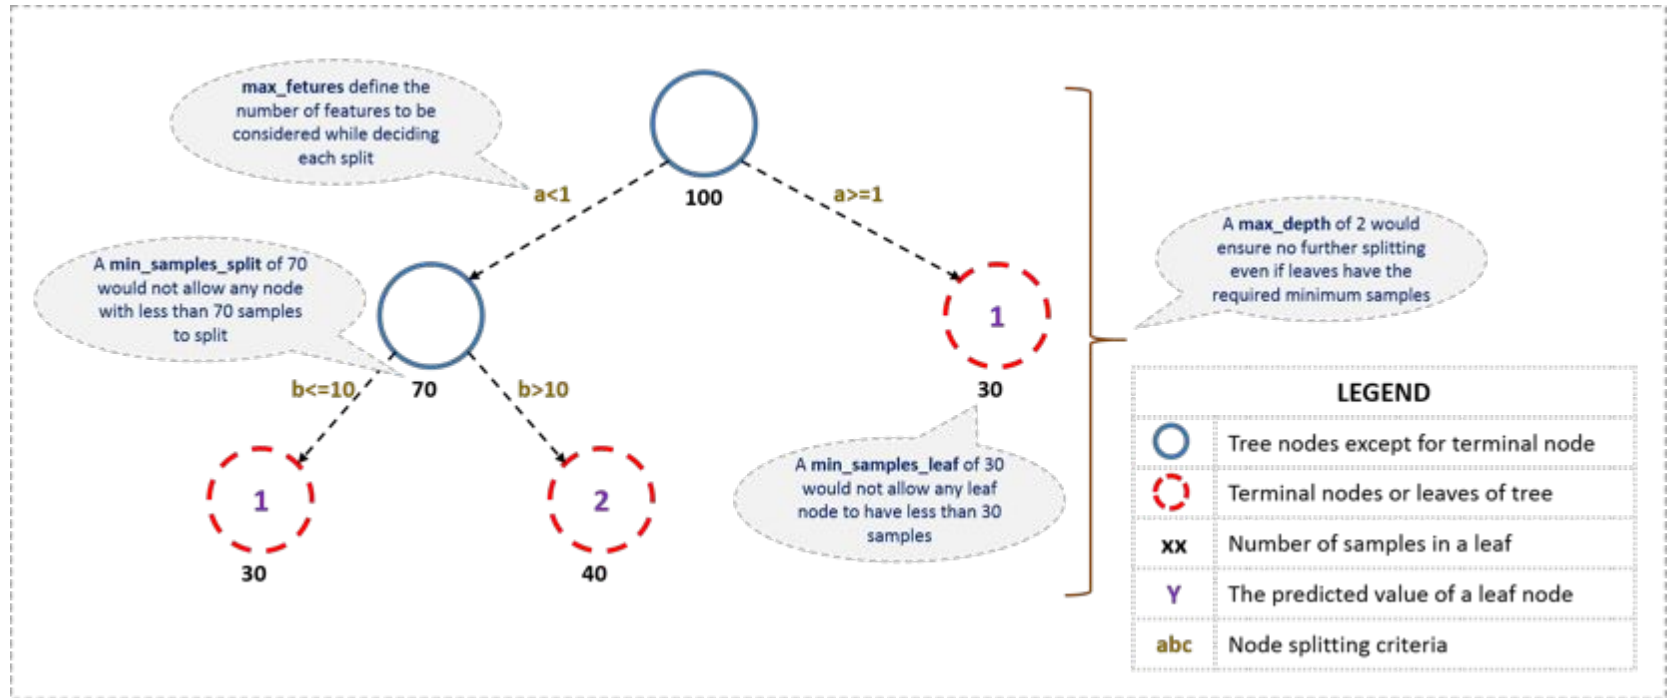 max_fetures define the
number of features to be
considered while deciding
each split
a<1
100
a>=1
A max_depth of 2 would
ensure no further splitting
even if leaves have the
required minimum samples
A min_samples_split of 70
would not allow any node
with less than 70 samples
to split
1
b<=10
70
b>10
30
LEGEND
Tree nodes except for terminal node
Terminal nodes or leaves of tree
xx Number of samples in a leaf
Y The predicted value of a leaf node
abc Node splitting criteria
A min_samples_leaf of 30
would not allow any leaf
node to have less than 30
samples
1
2
30
40